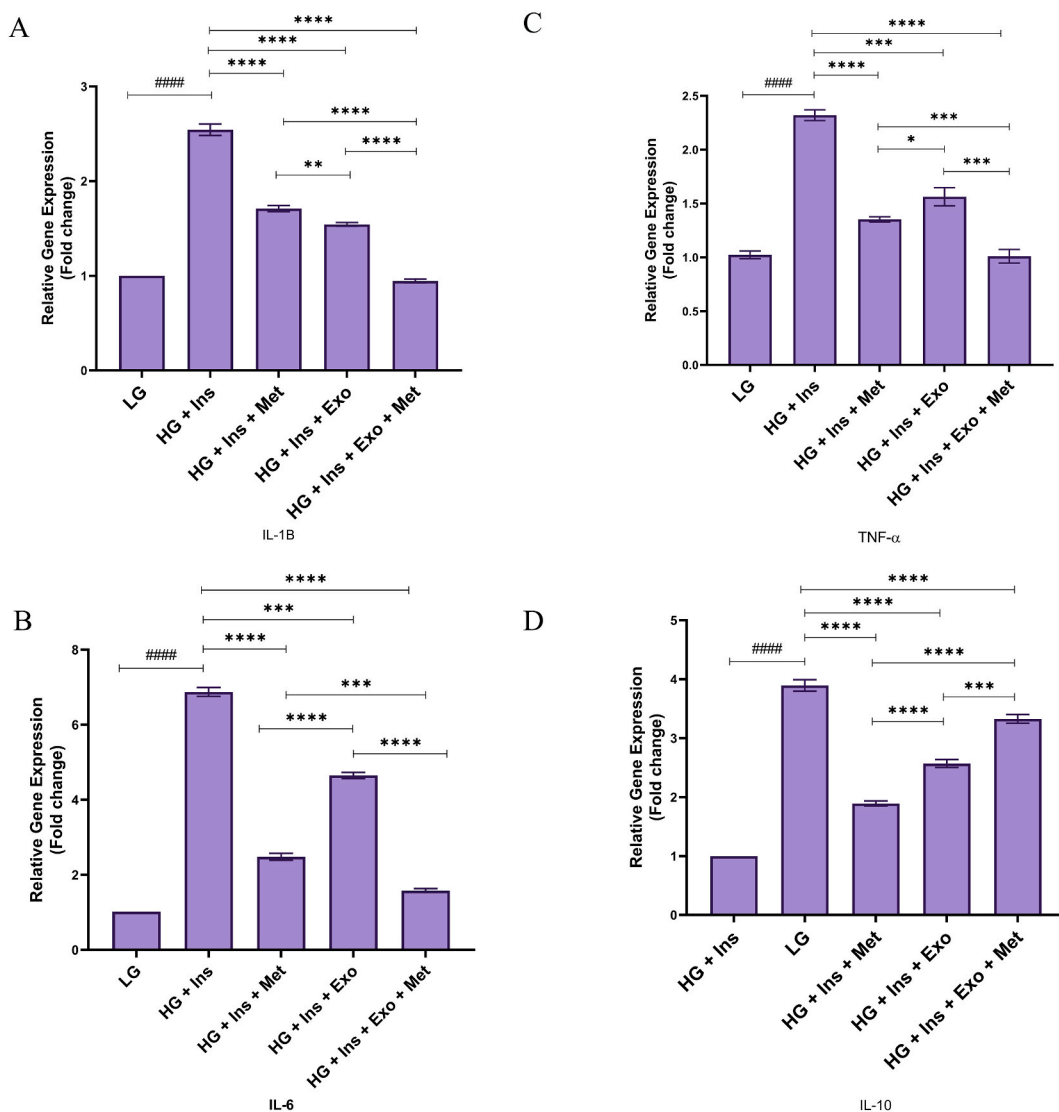 A
****
****
****
####
****
****
**
3
2
1
0
Relative Gene Expression
(Fold change)
LG
HG + Ins
HG + Ins + Met
HG + Ins + Exo
HG + Ins + Exo + Met
IL-1B
C
****
***
****
####
***
*
***
2.5
2.0
1.5
1.0
0.5
0.0
Relative Gene Expression
(Fold change)
LG
HG + Ins
HG + Ins + Met
HG + Ins + Exo
HG + Ins + Exo + Met
TNF-α
B
****
***
****
####
***
****
****
8
6
4
2
0
Relative Gene Expression
(Fold change)
LG
HG + Ins
HG + Ins + Met
HG + Ins + Exo
HG + Ins + Exo + Met
IL-6
D
****
****
****
####
****
***
****
5
4
3
2
1
0
Relative Gene Expression
(Fold change)
HG + Ins
LG
HG + Ins + Met
HG + Ins + Exo
HG + Ins + Exo + Met
IL-10